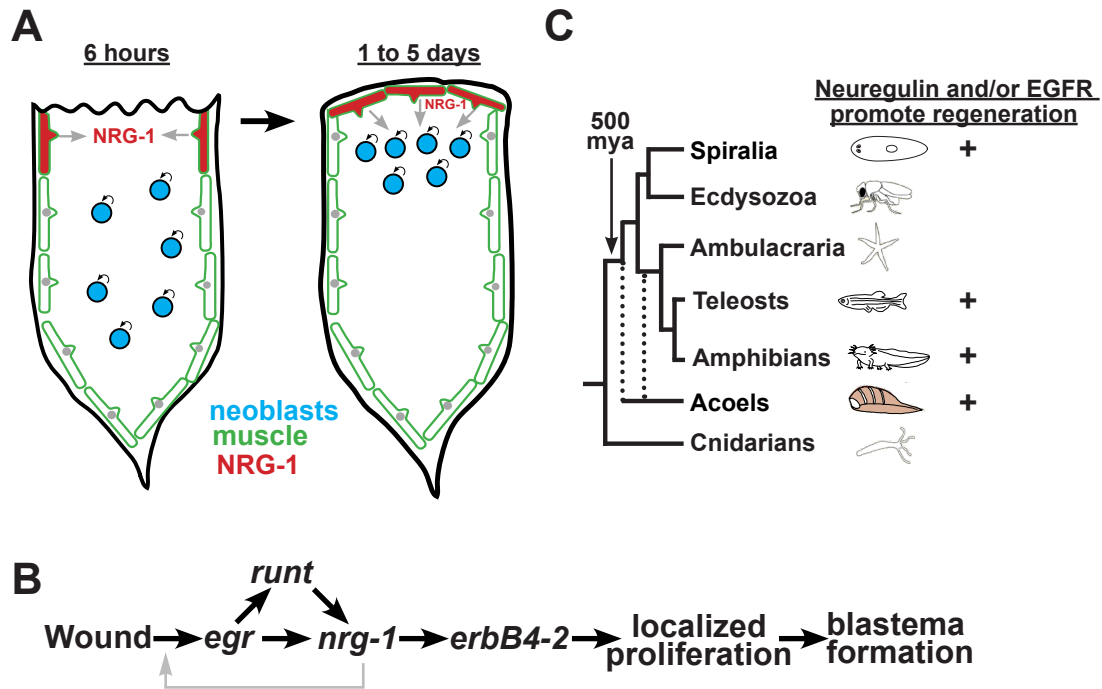 A
6 hours
1 to 5 days
NRG-1
NRG-1
neoblasts
muscle
NRG-1
C
Neuregulin and/or EGFR
promote regeneration
500
mya
Spiralia +
Ecdysozoa
Ambulacraria
Teleosts +
Amphibians +
Acoels +
Cnidarians
B
runt
Wound egr nrg-1 erbB4-2 localized
proliferation blastema
formation